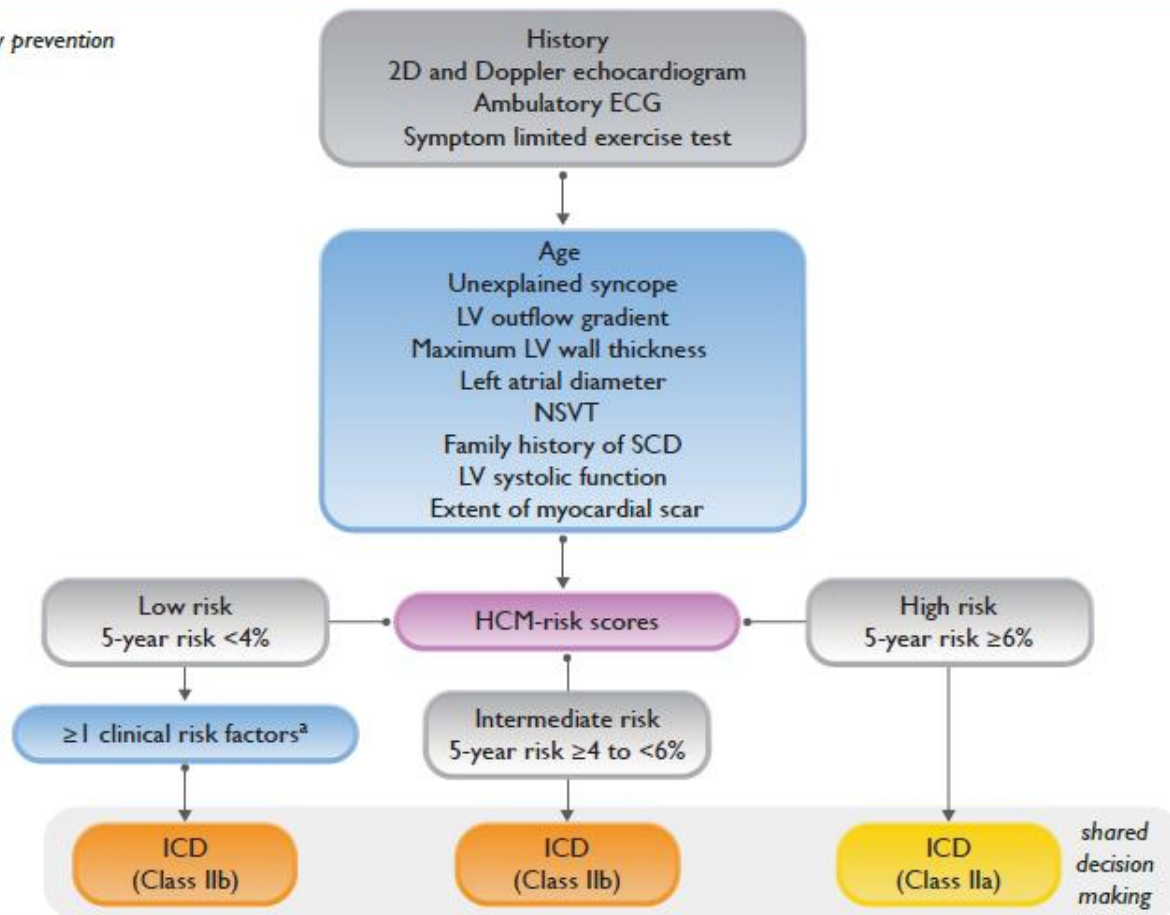 prevention
History
2D and Doppler echocardiogram
Ambulatory ECG
Symptom limited exercise test
Age
Unexplained syncope
LV outflow gradient
Maximum LV wall thickness
Left atrial diameter
NSVT
Family history of SCD
LV systolic function
Extent of myocardial scar
Low risk
5-year risk <4%
HCM-risk scores
High risk
5-year risk ≥6%
≥1 clinical risk factorsª
Intermediate risk
5-year risk ≥4 to <6%
ICD
(Class IIb)
ICD
(Class IIb)
ICD
(Class IIa)
shared
decision
making